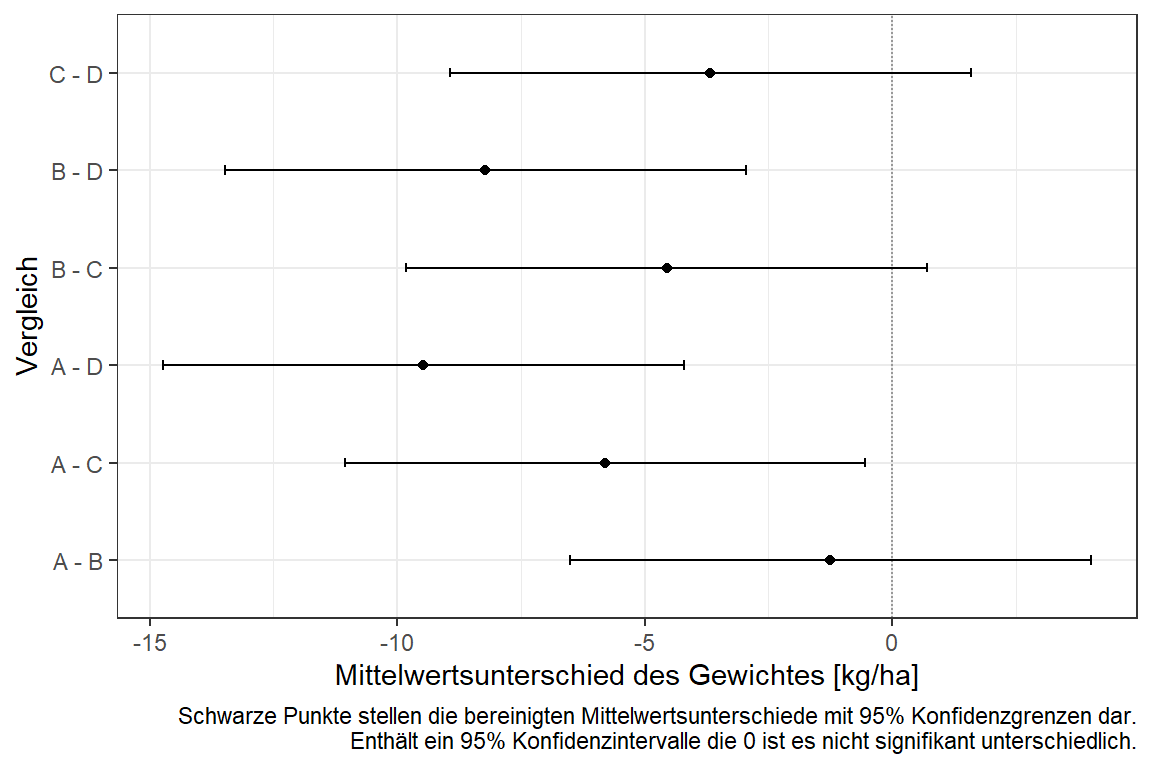 C - D
B - D
B - C
A - D
A - C
A - B
Vergleich
-15 -10 -5 0
Mittelwertsunterschied des Gewichtes [kg/ha]
Schwarze Punkte stellen die bereinigten Mittelwertsunterschiede mit 95% Konfidenzgrenzen dar.
Enthält ein 95% Konfidenzintervalle die 0 ist es nicht signifikant unterschiedlich.